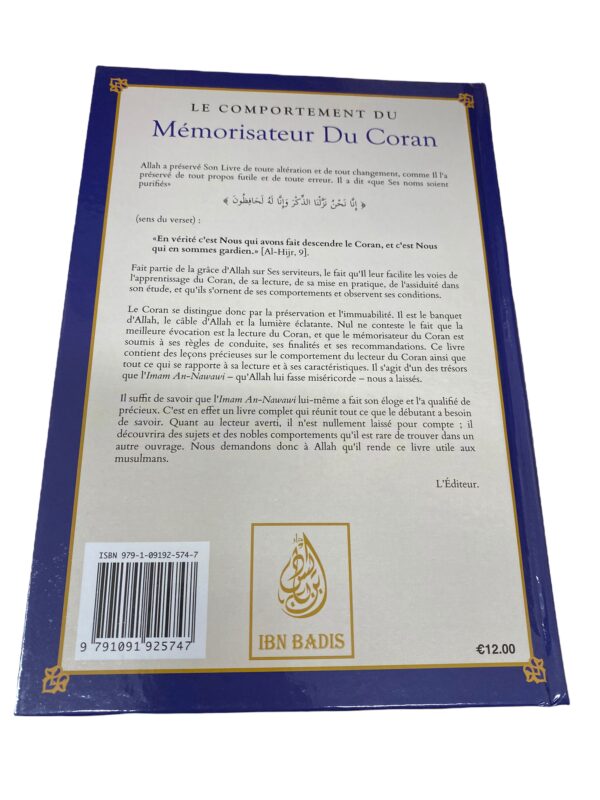 LE COMPORTEMENT DU
Mémorisateur Du Coran
Allah a préservé Son Livre de toute altération et de tout changement, comme Il l'a
préservé de tout propos futile et de toute erreur. Il a dit «que Ses noms soient
purifiés»
﴿ إِنَّا نَحْنُ نَزَّلْنَا الذِّكْرَ وَإِنَّا لَهُ لَحَافِظُونَ ﴾
(sens du verset) :
«En vérité c'est Nous qui avons fait descendre le Coran, et c'est Nous
qui en sommes gardien.» [Al-Hijr, 9].
Fait partie de la grâce d'Allah sur Ses serviteurs, le fait qu'Il leur facilite les voies de
l'apprentissage du Coran, de sa lecture, de sa mise en pratique, de l'assiduité dans
son étude, et qu'ils s'ornent de ses comportements et observent ses conditions.
Le Coran se distingue donc par la préservation et l'immuabilité. Il est le banquet
d'Allah, le câble d'Allah et la lumière éclatante. Nul ne conteste le fait que la
meilleure évocation est la lecture du Coran, et que le mémorisateur du Coran est
soumis à ses règles de conduite, ses finalités et ses recommandations. Ce livre
contient des leçons précieuses sur le comportement du lecteur du Coran ainsi que
tout ce qui se rapporte à sa lecture et à ses caractéristiques. Il s'agit d'un des trésors
que l'Imam An-Nawawî – qu'Allah lui fasse miséricorde – nous a laissés.
Il suffit de savoir que l'Imam An-Nawawî lui-même a fait son éloge et l'a qualifié de
précieux. C'est en effet un livre complet qui réunit tout ce que le débutant a besoin
de savoir. Quant au lecteur averti, il n'est nullement laissé pour compte ; il
découvrira des sujets et des nobles comportements qu'il est rare de trouver dans un
autre ouvrage. Nous demandons donc à Allah qu'il rende ce livre utile aux
musulmans.
L'Éditeur.
ISBN 979-1-09192-574-7
9 791091 925747
IBN BADIS
€12.00